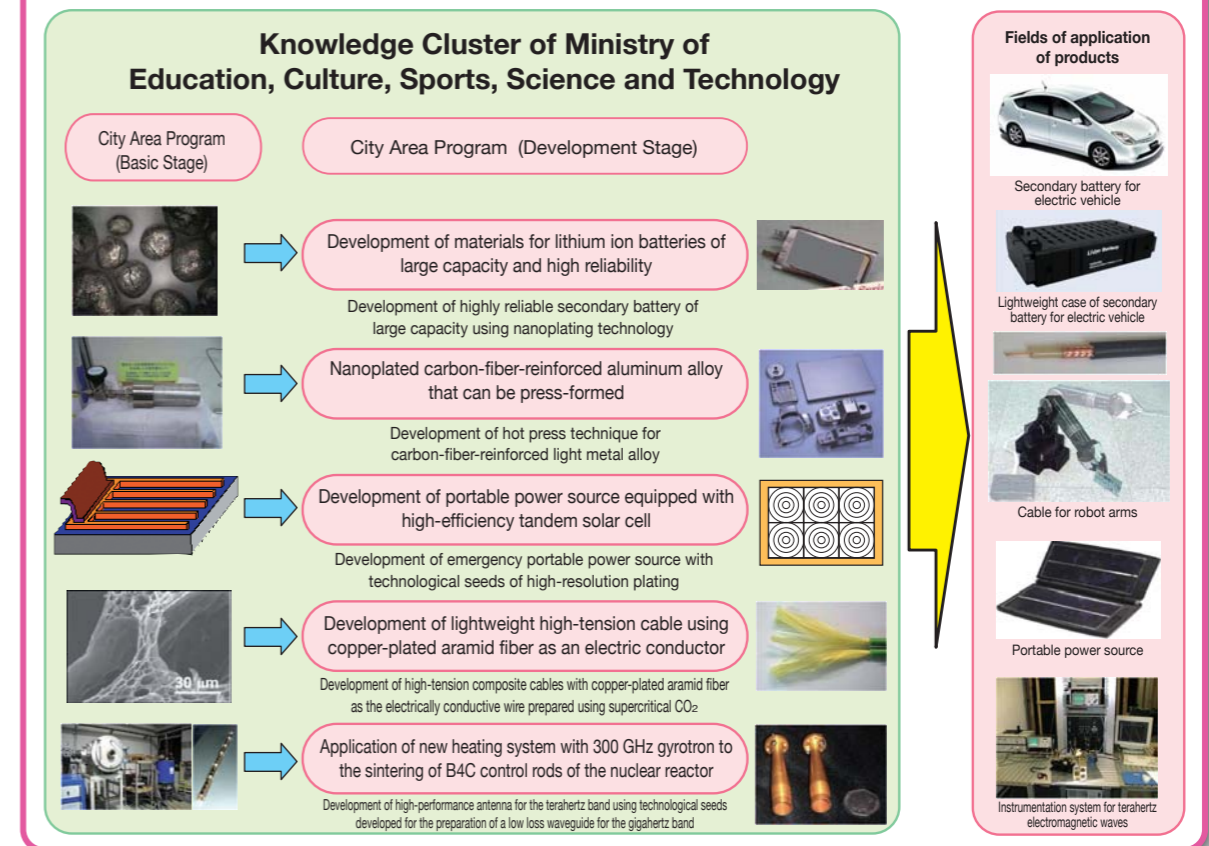 Knowledge Cluster of Ministry of
Education, Culture, Sports, Science and Technology
City Area Program
(Basic Stage)
City Area Program (Development Stage)
Development of materials for lithium ion batteries of
large capacity and high reliability
Development of highly reliable secondary battery of
large capacity using nanoplating technology
Nanoplated carbon-fiber-reinforced aluminum alloy
that can be press-formed
Development of hot press technique for
carbon-fiber-reinforced light metal alloy
Development of portable power source equipped with
high-efficiency tandem solar cell
Development of emergency portable power source with
technological seeds of high-resolution plating
30 µm
Development of lightweight high-tension cable using
copper-plated aramid fiber as an electric conductor
Development of high-tension composite cables with copper-plated aramid fiber
as the electrically conductive wire prepared using supercritical CO2
Application of new heating system with 300 GHz gyrotron to
the sintering of B4C control rods of the nuclear reactor
Development of high-performance antenna for the terahertz band using technological seeds
developed for the preparation of a low loss waveguide for the gigahertz band
Fields of application
of products
Secondary battery for
electric vehicle
Li-ion Battery
Lightweight case of secondary
battery for electric vehicle
Cable for robot arms
Portable power source
Instrumentation system for terahertz
electromagnetic waves